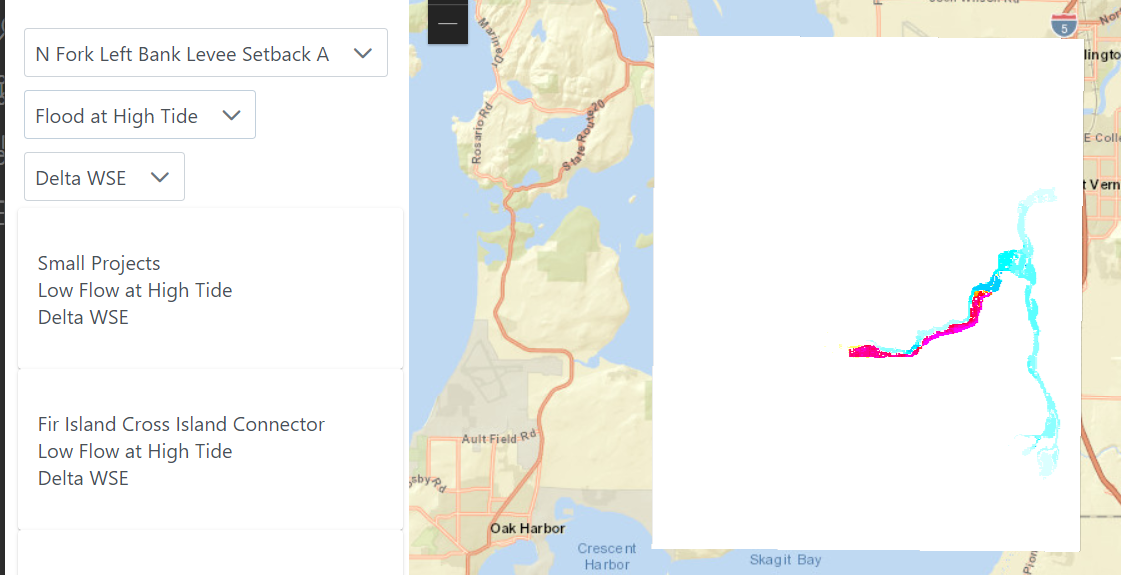 N Fork Left Bank Levee Setback A
Flood at High Tide
Delta WSE
Small Projects
Low Flow at High Tide
Delta WSE
Fir Island Cross Island Connector
Low Flow at High Tide
Delta WSE
5
Rosario Rd
State Route 20
E Coll
t Vern
Ault Field Rd
sby Rd
Oak Harbor
Crescent
Harbor
Skagit Bay